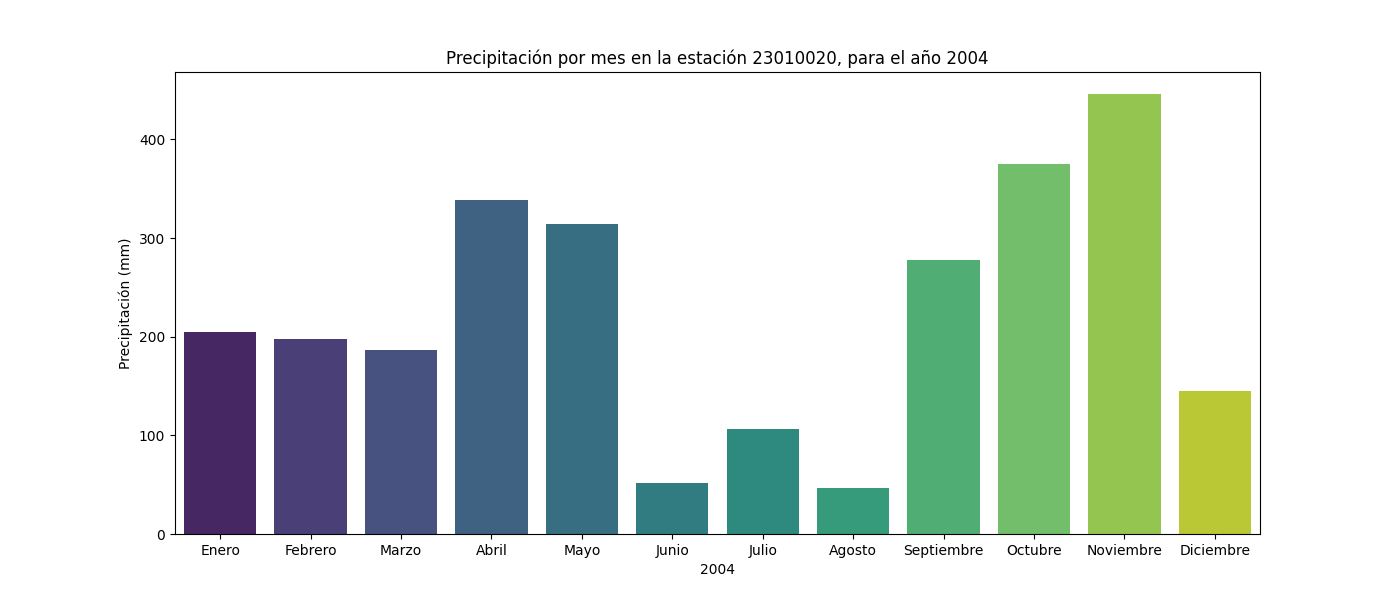 Precipitación por mes en la estación 23010020, para el año 2004
Precipitación (mm)
400
300
200
100
0
Enero Febrero Marzo Abril Mayo Junio Julio Agosto Septiembre Octubre Noviembre Diciembre
2004